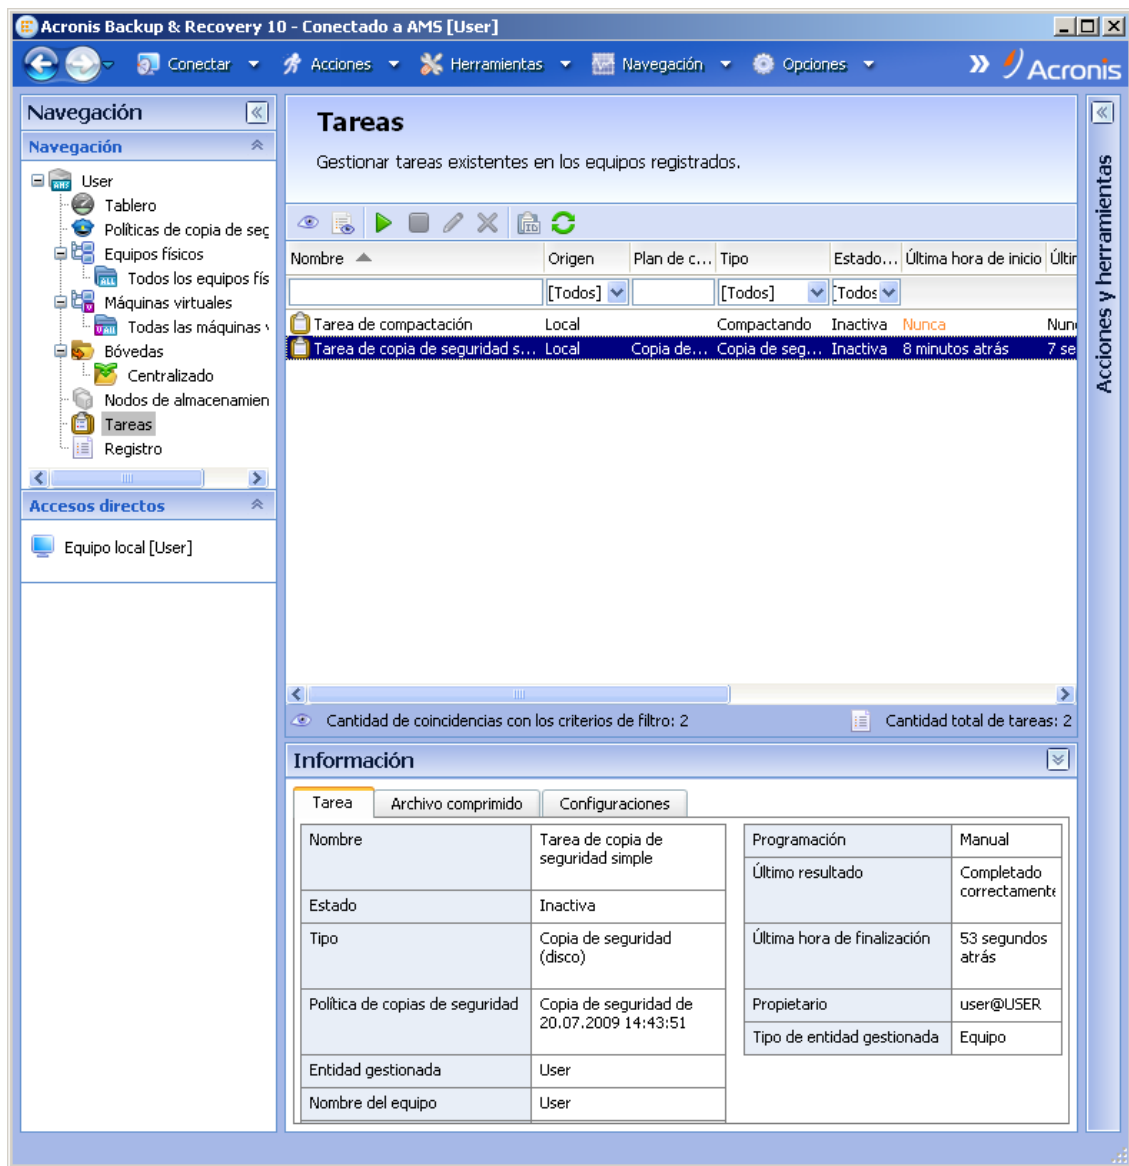 Acronis Backup & Recovery 10 - Conectado a AMS [User]
Conectar Acciones Herramientas Navegación Opciones Acronis
Navegación
Navegación
User
Tablero
Políticas de copia de seg
Equipos físicos
Todos los equipos fís
Máquinas virtuales
Todas las máquinas
Bóvedas
Centralizado
Nodos de almacenamien
Tareas
Registro
Accesos directos
Equipo local [User]
Tareas
Gestionar tareas existentes en los equipos registrados.
Nombre Origen Plan de c... Tipo Estado... Última hora de inicio Últir
[Todos] [Todos] [Todos
Tarea de compactación Local Compactando Inactiva Nunca Nun
Tarea de copia de seguridad s... Local Copia de... Copia de seg... Inactiva 8 minutos atrás 7 se
Cantidad de coincidencias con los criterios de filtro: 2 Cantidad total de tareas: 2
Información
Tarea Archivo comprimido Configuraciones
Nombre Tarea de copia de
seguridad simple
Estado Inactiva
Tipo Copia de seguridad
(disco)
Política de copias de seguridad Copia de seguridad de
20.07.2009 14:43:51
Entidad gestionada User
Nombre del equipo User
Programación Manual
Último resultado Completado
correctamente
Última hora de finalización 53 segundos
atrás
Propietario user@USER
Tipo de entidad gestionada Equipo
Acciones y herramientas